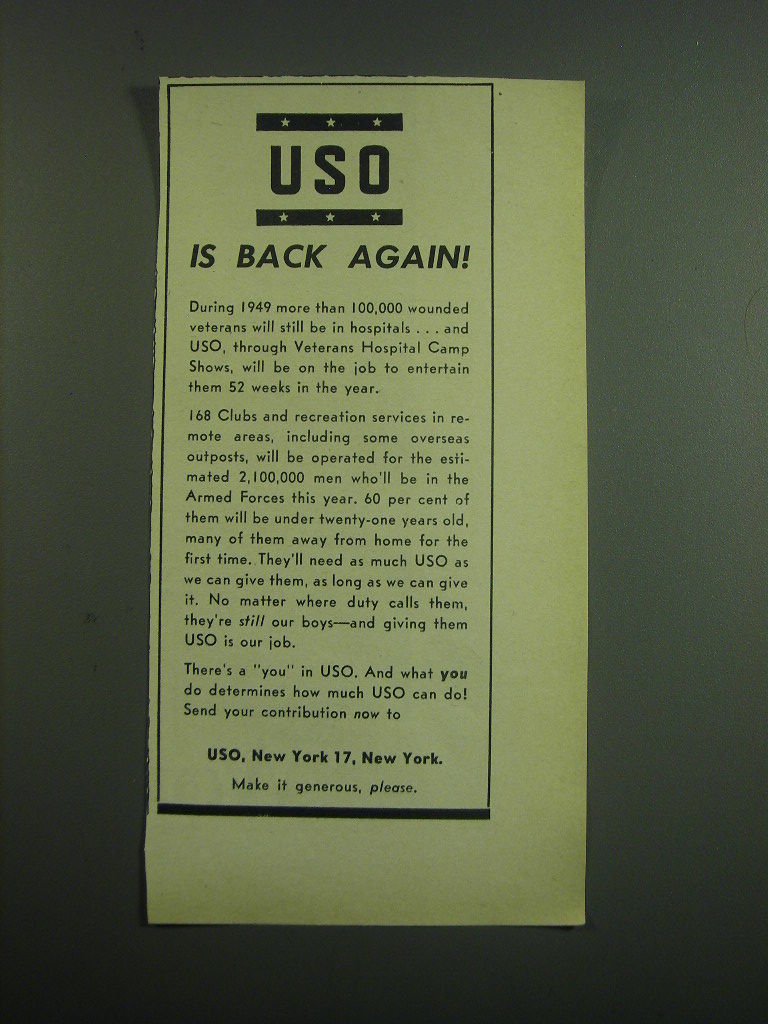 USO
IS BACK AGAIN!
During 1949 more than 100,000 wounded
veterans will still be in hospitals . . . and
USO, through Veterans Hospital Camp
Shows, will be on the job to entertain
them 52 weeks in the year.
168 Clubs and recreation services in re-
mote areas, including some overseas
outposts, will be operated for the esti-
mated 2,100,000 men who'll be in the
Armed Forces this year. 60 per cent of
them will be under twenty-one years old,
many of them away from home for the
first time. They'll need as much USO as
we can give them, as long as we can give
it. No matter where duty calls them,
they're still our boys—and giving them
USO is our job.
There's a "you" in USO. And what you
do determines how much USO can do!
Send your contribution now to
USO, New York 17, New York.
Make it generous, please.